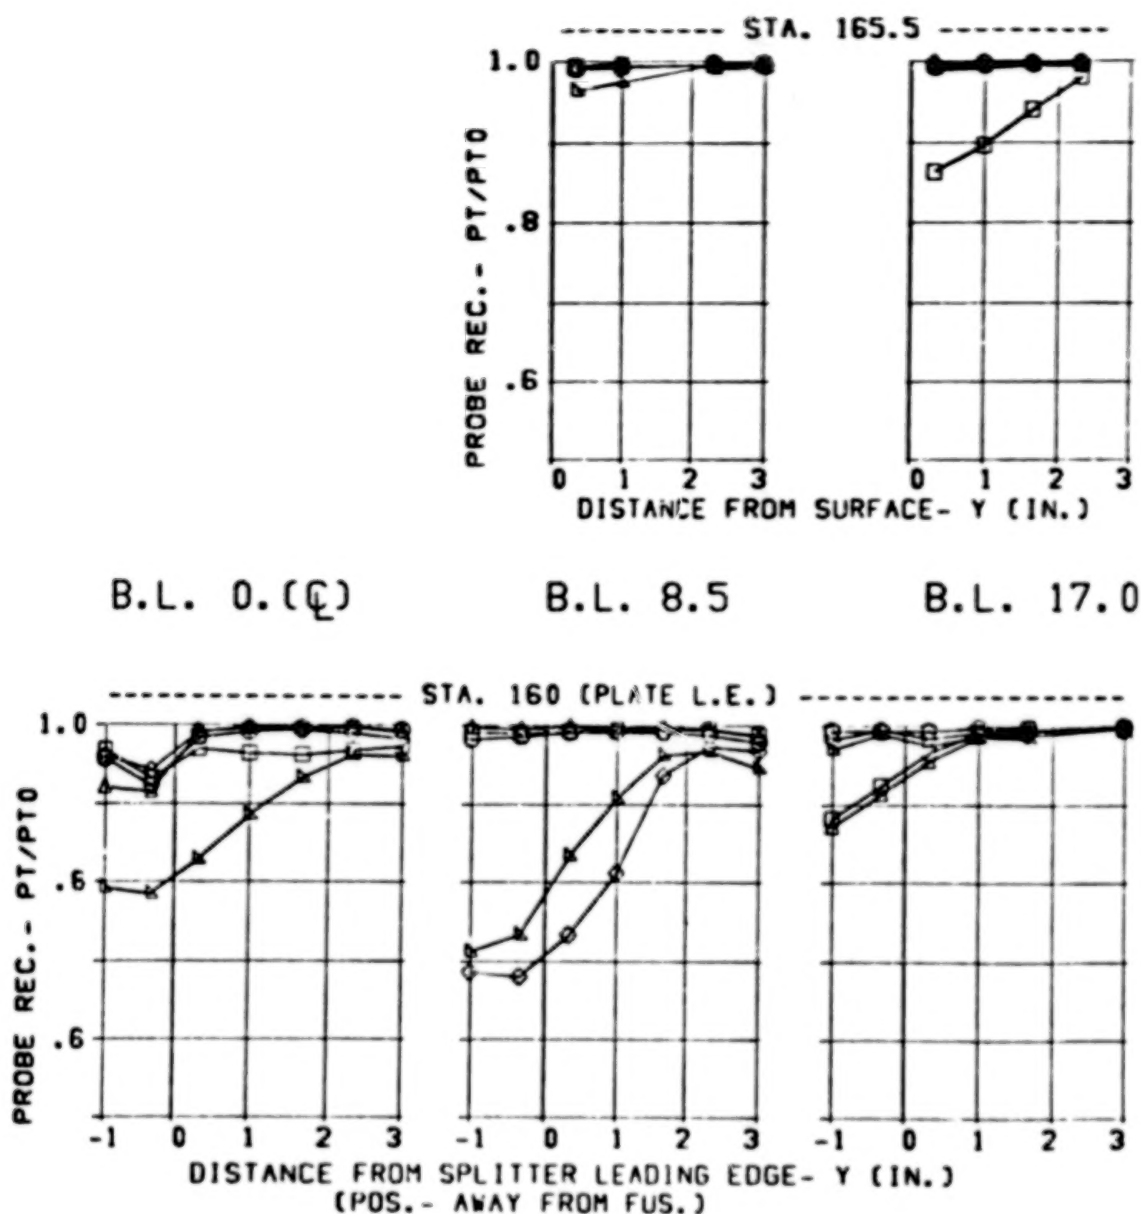 STA. 165.5
1.0
.8
.6
PROBE REC.- PT/PT0
0 1 2 3
0 1 2 3
DISTANCE FROM SURFACE- Y (IN.)
B.L. 0.(℄)
B.L. 8.5
B.L. 17.0
STA. 160 (PLATE L.E.)
1.0
.6
.6
PROBE REC.- PT/PT0
-1 0 1 2 3
-1 0 1 2 3
-1 0 1 2 3
DISTANCE FROM SPLITTER LEADING EDGE- Y (IN.)
(POS.- AWAY FROM FUS.)